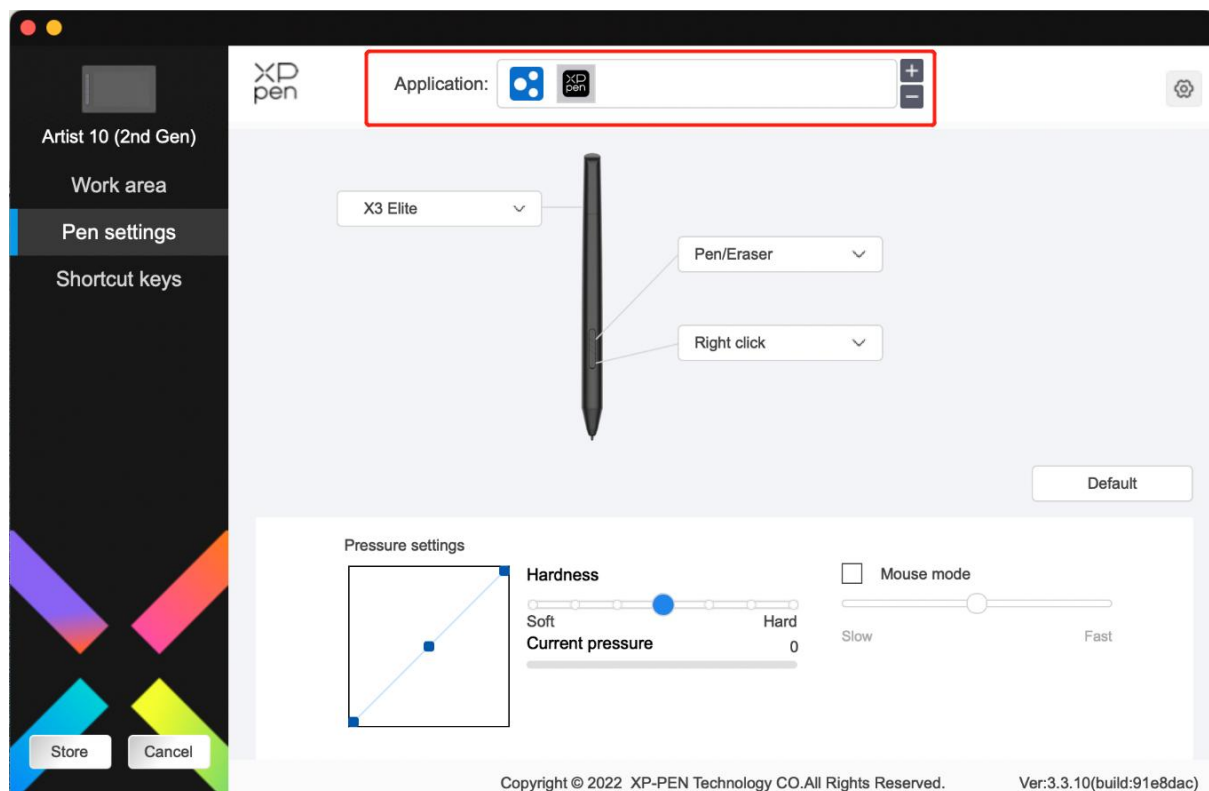 XP
pen
Application:
XP
pen
+
−
Artist 10 (2nd Gen)
Work area
Pen settings
Shortcut keys
X3 Elite
Pen/Eraser
Right click
Default
Pressure settings
Hardness
Soft Hard
Current pressure 0
Mouse mode
Slow Fast
Store Cancel
Copyright © 2022 XP-PEN Technology CO.All Rights Reserved. Ver:3.3.10(build:91e8dac)